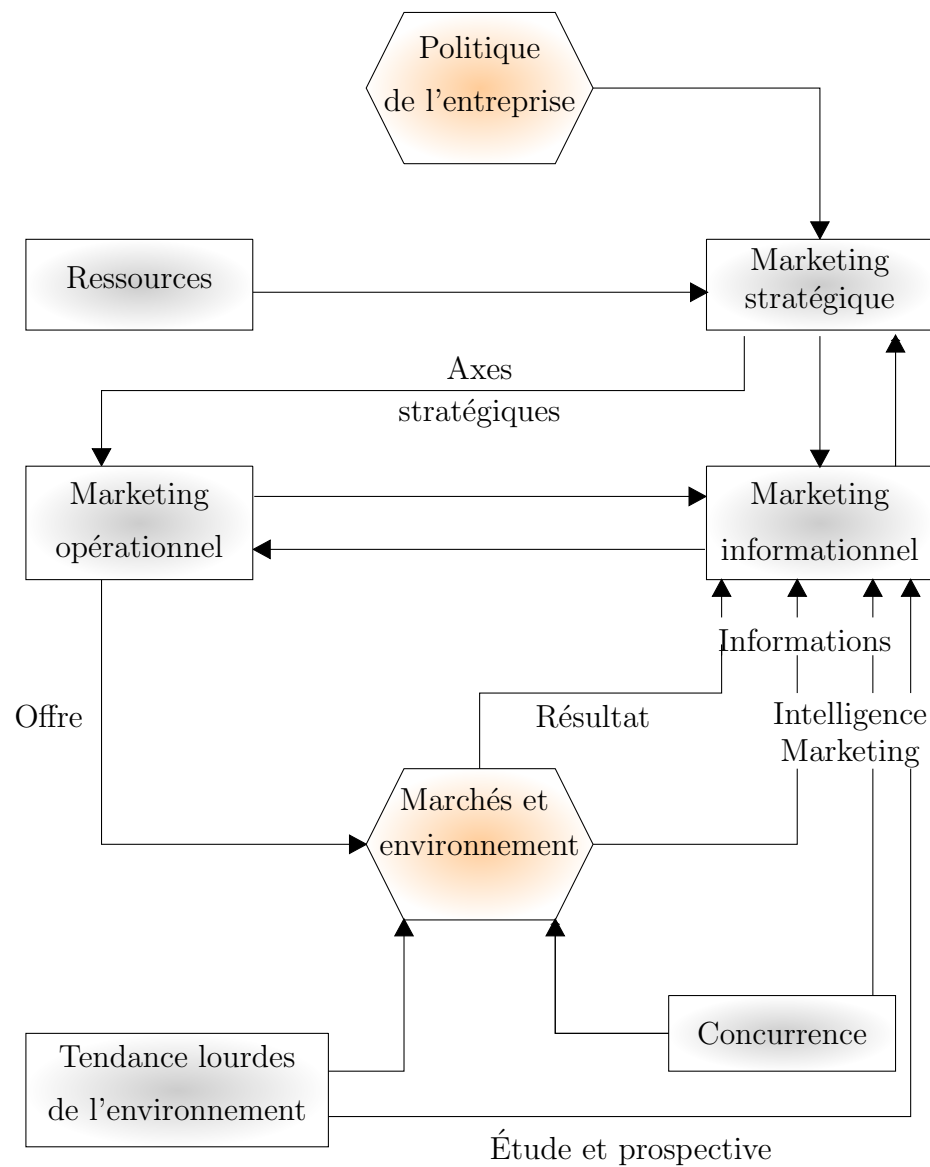 Politique
de l'entreprise
Ressources
Marketing
stratégique
Axes
stratégiques
Marketing
opérationnel
Marketing
informationnel
Informations
Offre
Résultat
Intelligence
Marketing
Marchés et
environnement
Concurrence
Tendance lourdes
de l'environnement
Étude et prospective